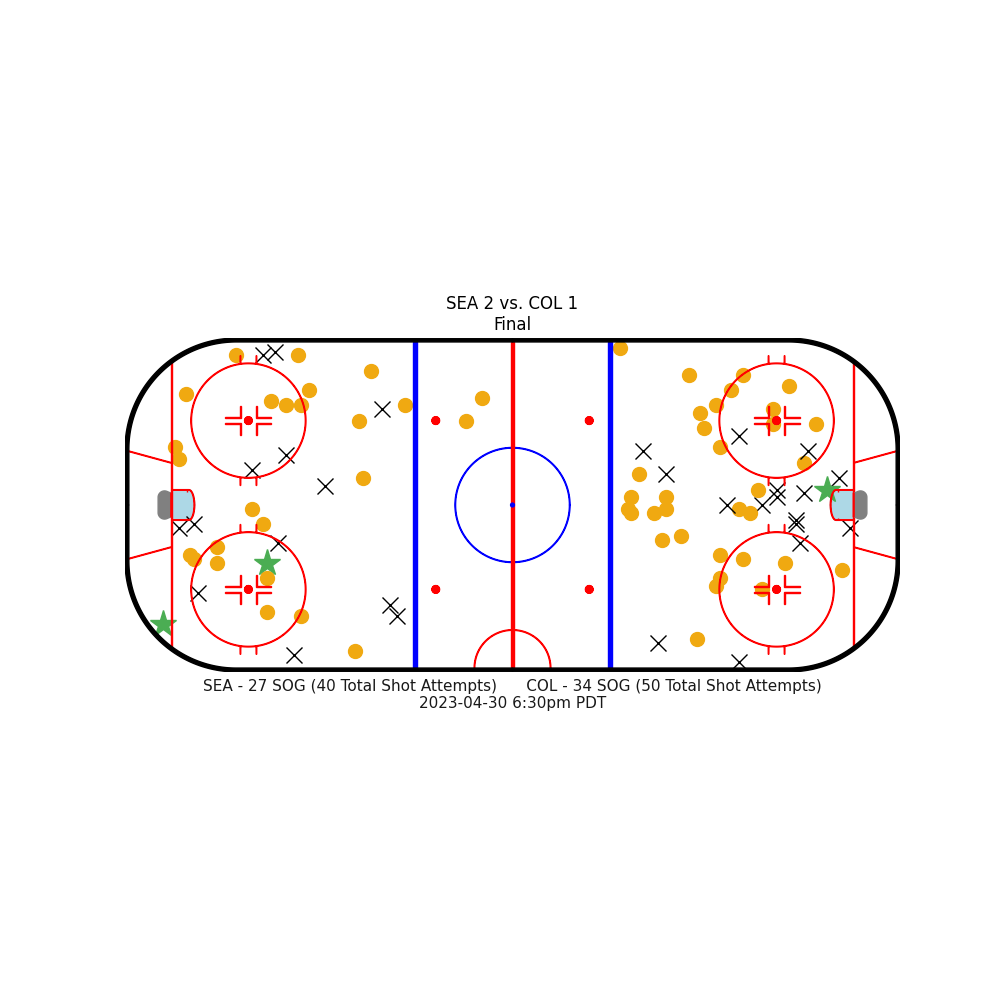 SEA 2 vs. COL 1
Final
SEA - 27 SOG (40 Total Shot Attempts) COL - 34 SOG (50 Total Shot Attempts)
2023-04-30 6:30pm PDT